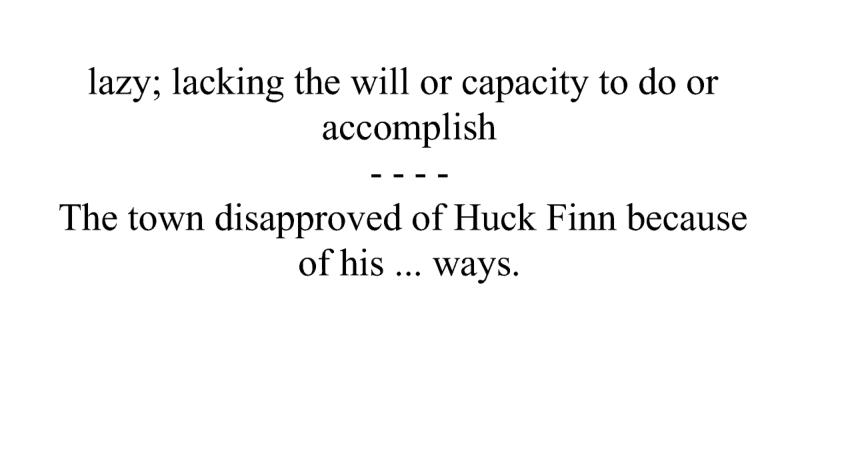 lazy; lacking the will or capacity to do or
accomplish
- - - -
The town disapproved of Huck Finn because
of his ... ways.